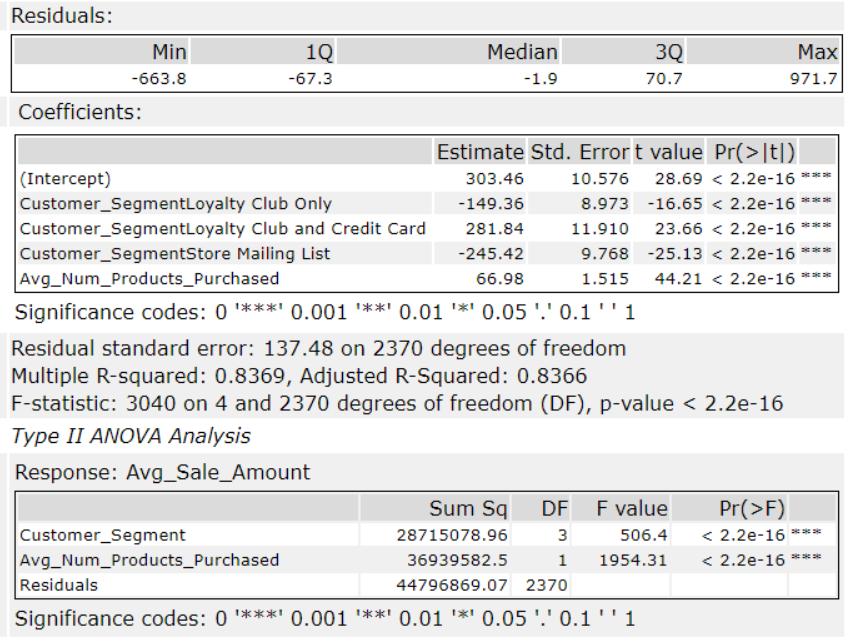 Residuals:
Min 1Q Median 3Q Max
-663.8 -67.3 -1.9 70.7 971.7
Coefficients:
Estimate Std. Error t value Pr(>|t|)
(Intercept) 303.46 10.576 28.69 < 2.2e-16 ***
Customer_SegmentLoyalty Club Only -149.36 8.973 -16.65 < 2.2e-16 ***
Customer_SegmentLoyalty Club and Credit Card 281.84 11.910 23.66 < 2.2e-16 ***
Customer_SegmentStore Mailing List -245.42 9.768 -25.13 < 2.2e-16 ***
Avg_Num_Products_Purchased 66.98 1.515 44.21 < 2.2e-16 ***
Significance codes: 0 '***' 0.001 '**' 0.01 '*' 0.05 '.' 0.1 ' ' 1
Residual standard error: 137.48 on 2370 degrees of freedom
Multiple R-squared: 0.8369, Adjusted R-Squared: 0.8366
F-statistic: 3040 on 4 and 2370 degrees of freedom (DF), p-value < 2.2e-16
Type II ANOVA Analysis
Response: Avg_Sale_Amount
Sum Sq DF F value Pr(>F)
Customer_Segment 28715078.96 3 506.4 < 2.2e-16 ***
Avg_Num_Products_Purchased 36939582.5 1 1954.31 < 2.2e-16 ***
Residuals 44796869.07 2370
Significance codes: 0 '***' 0.001 '**' 0.01 '*' 0.05 '.' 0.1 ' ' 1